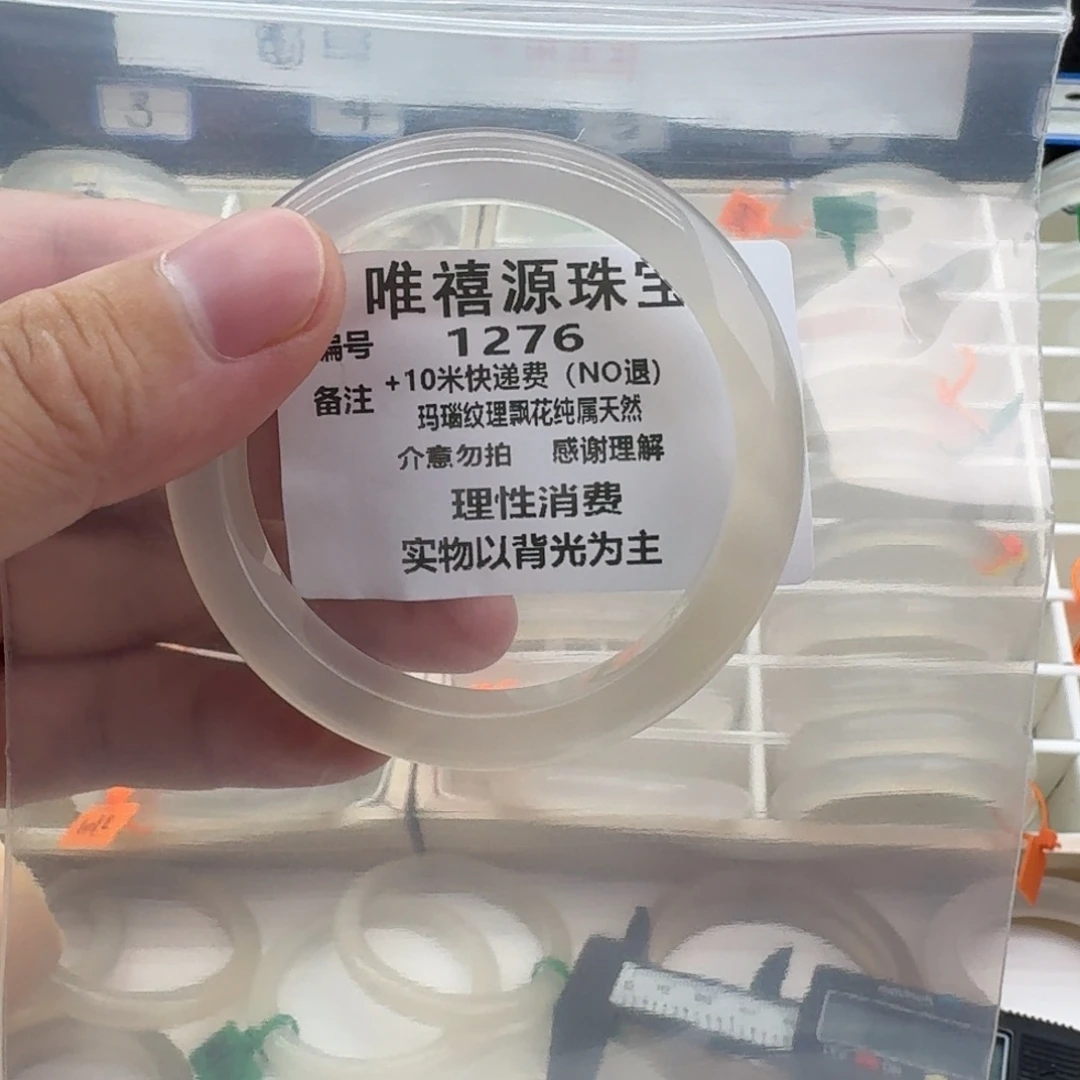 3
4
唯禧源珠宝
编号 1276
备注 +10米快递费（NO退）
玛瑙纹理飘花纯属天然
介意勿拍 感谢理解
理性消费
实物以背光为主